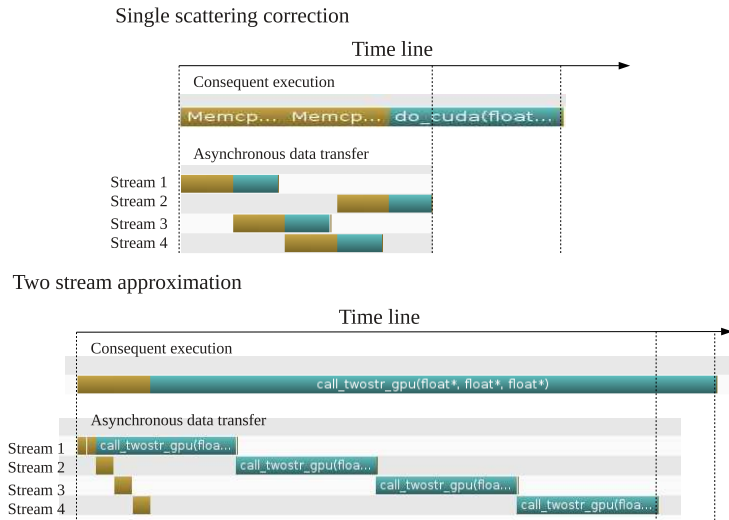 Single scattering correction
Time line
Consequent execution
Memcp... Memcp... do_cuda(float...
Asynchronous data transfer
Stream 1
Stream 2
Stream 3
Stream 4
Two stream approximation
Time line
Consequent execution
call_twostr_gpu(float*, float*, float*)
Asynchronous data transfer
Stream 1 call_twostr_gpu(floa...
Stream 2 call_twostr_gpu(floa...
Stream 3 call_twostr_gpu(floa...
Stream 4 call_twostr_gpu(floa...